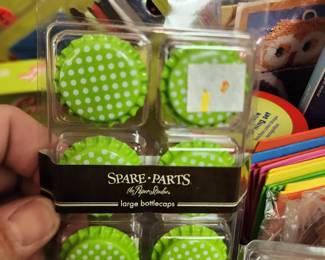 SPARE·PARTS
the Paper Studio
large bottlecaps